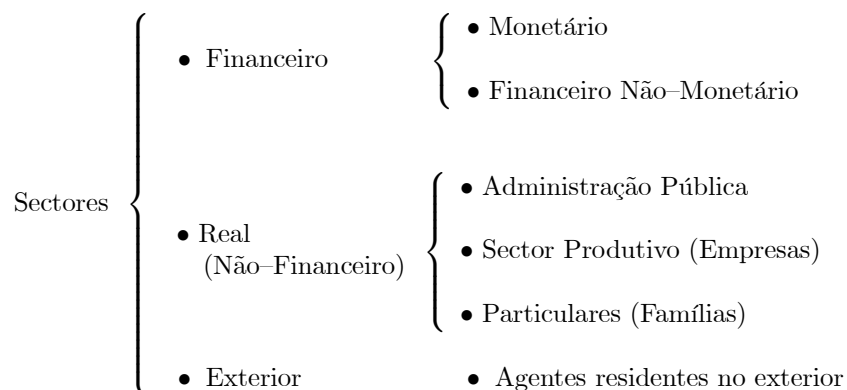 • Monetário
• Financeiro
• Financeiro Não–Monetário
• Administração Pública
Sectores
• Real
(Não–Financeiro)
• Sector Produtivo (Empresas)
• Particulares (Famílias)
• Exterior
• Agentes residentes no exterior